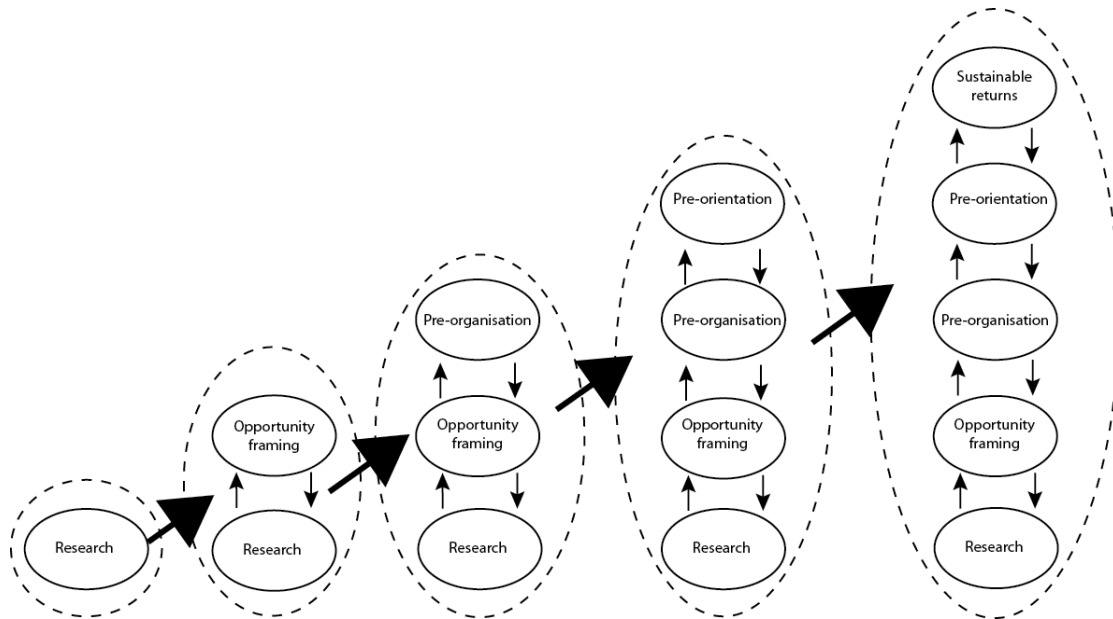 Research
Opportunity
framing
Research
Pre-organisation
Opportunity
framing
Research
Pre-orientation
Pre-organisation
Opportunity
framing
Research
Sustainable
returns
Pre-orientation
Pre-organisation
Opportunity
framing
Research